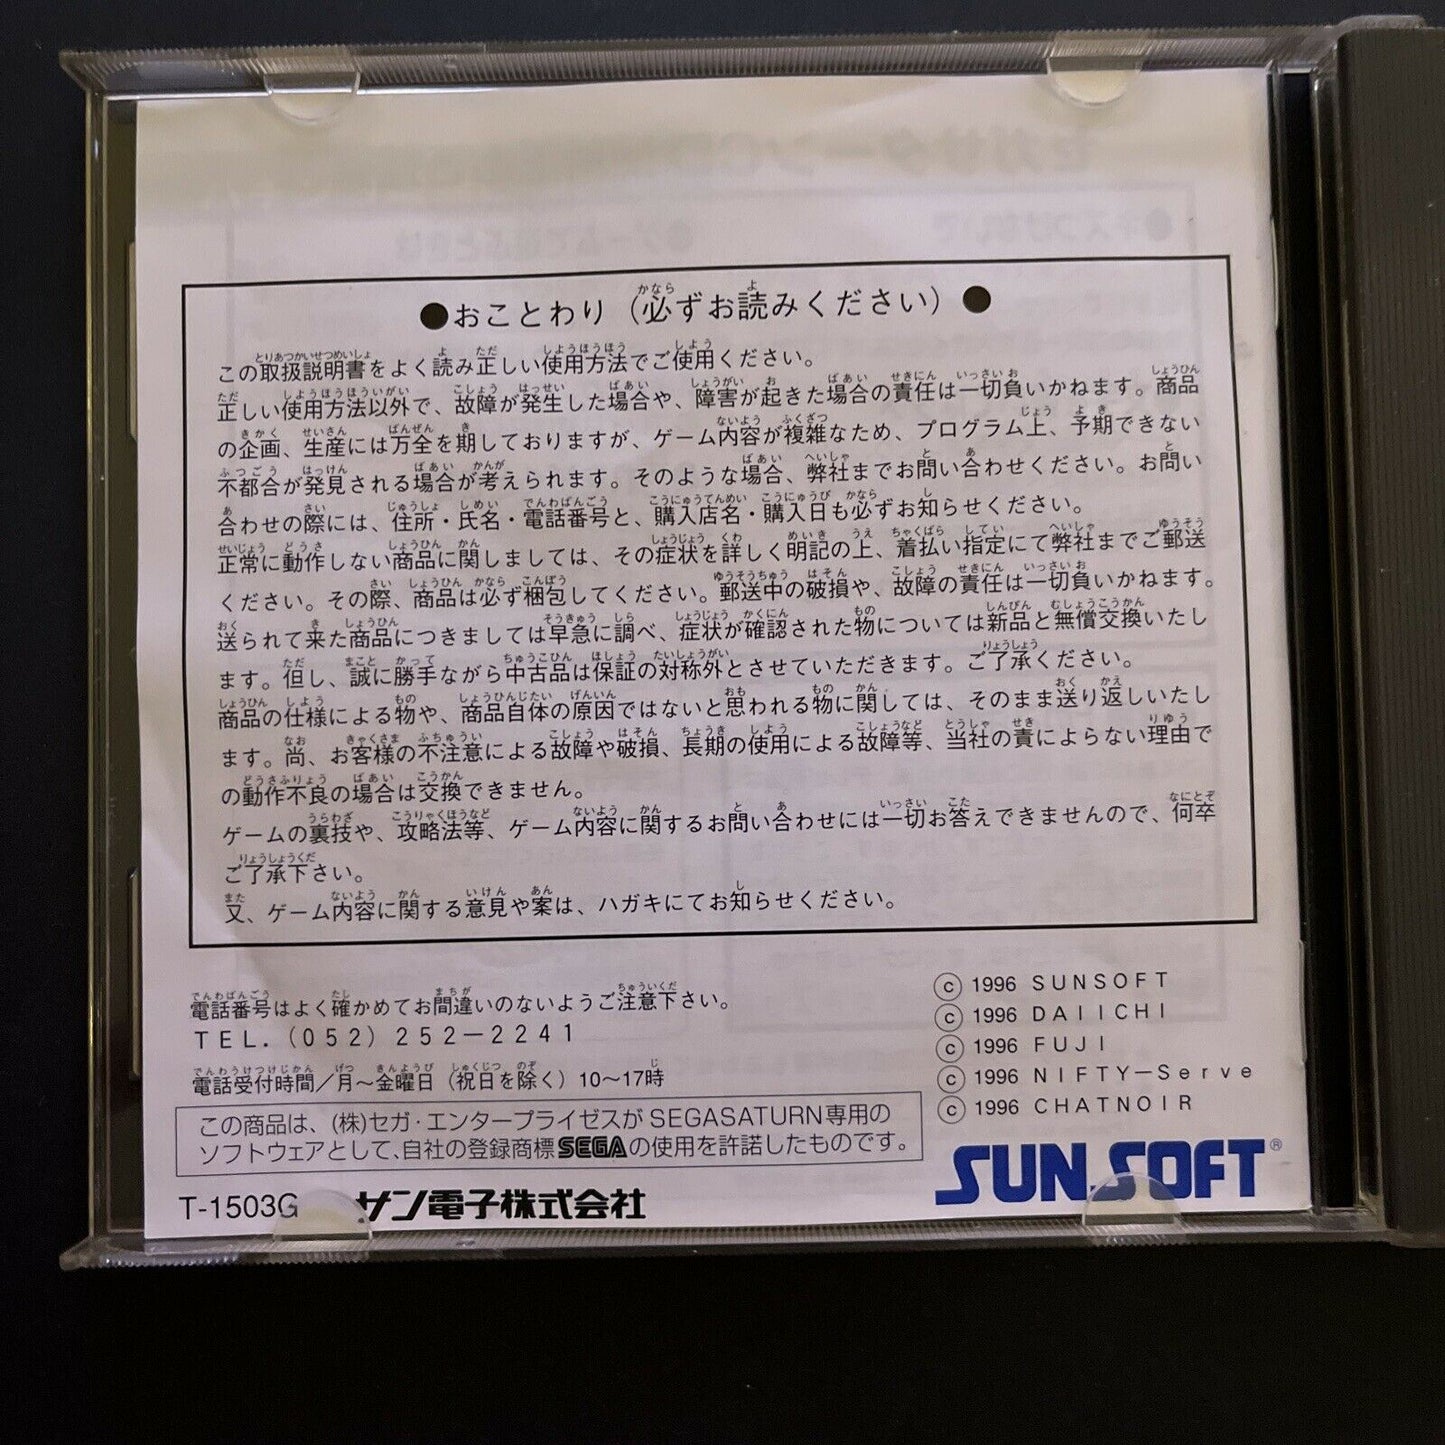 ●おことわり（必ずお読みください）●
この取扱説明書をよく読み正しい使用方法でご使用ください。
正しい使用方法以外で、故障が発生した場合や、障害が起きた場合の責任は一切負いかねます。商品
の企画、生産には万全を期しておりますが、ゲーム内容が複雑なため、プログラム上、予期できない
不都合が発見される場合が考えられます。そのような場合、弊社までお問い合わせください。お問い
合わせの際には、住所・氏名・電話番号と、購入店名・購入日も必ずお知らせください。
正常に動作しない商品に関しましては、その症状を詳しく明記の上、着払い指定にて弊社までご郵送
ください。その際、商品は必ず梱包してください。郵送中の破損や、故障の責任は一切負いかねます。
送られて来た商品につきましては早急に調べ、症状が確認された物については新品と無償交換いたし
ます。但し、誠に勝手ながら中古品は保証の対称外とさせていただきます。ご了承ください。
商品の仕様による物や、商品自体の原因ではないと思われる物に関しては、そのまま送り返しいたし
ます。尚、お客様の不注意による故障や破損、長期の使用による故障等、当社の責によらない理由で
の動作不良の場合は交換できません。
ゲームの裏技や、攻略法等、ゲーム内容に関するお問い合わせには一切お答えできませんので、何卒
ご了承下さい。
又、ゲーム内容に関する意見や案は、ハガキにてお知らせください。
電話番号はよく確かめてお間違いのないようご注意下さい。
TEL.(052)252-2241
電話受付時間／月〜金曜日（祝日を除く）10〜17時
この商品は、(株)セガ・エンタープライゼスが SEGASATURN専用の
ソフトウェアとして、自社の登録商標SEGAの使用を許諾したものです。
T-1503G サン電子株式会社
ⓒ 1996 SUNSOFT
ⓒ 1996 DAIICHI
ⓒ 1996 FUJI
ⓒ 1996 NIFTY-Serve
ⓒ 1996 CHATNOIR
SUNSOFT®